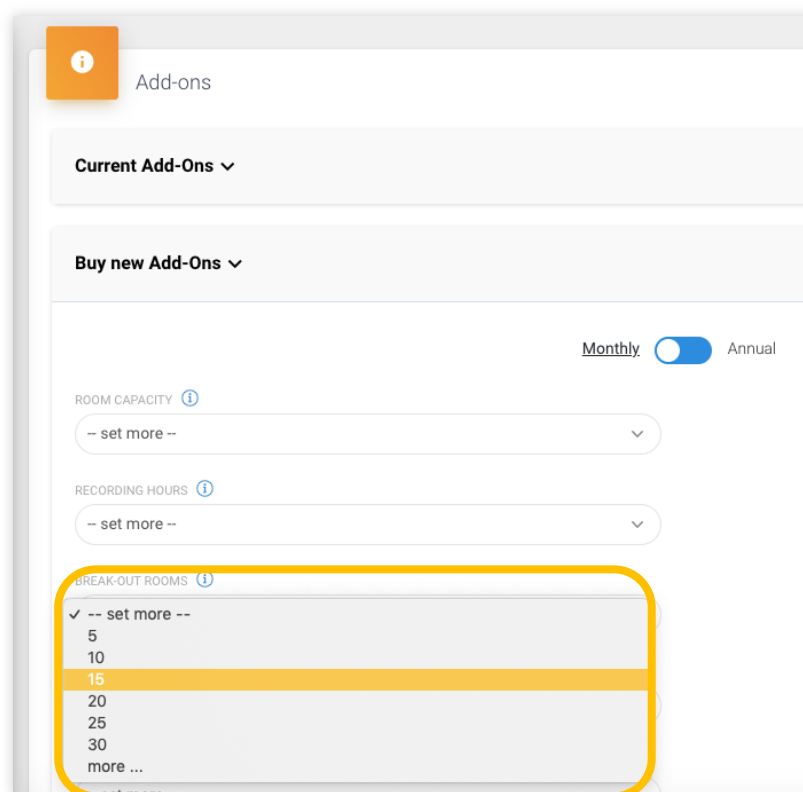 Add-ons
Current Add-Ons
Buy new Add-Ons
Monthly Annual
ROOM CAPACITY
-- set more --
RECORDING HOURS
-- set more --
BREAK-OUT ROOMS
-- set more --
5
10
15
20
25
30
more ...